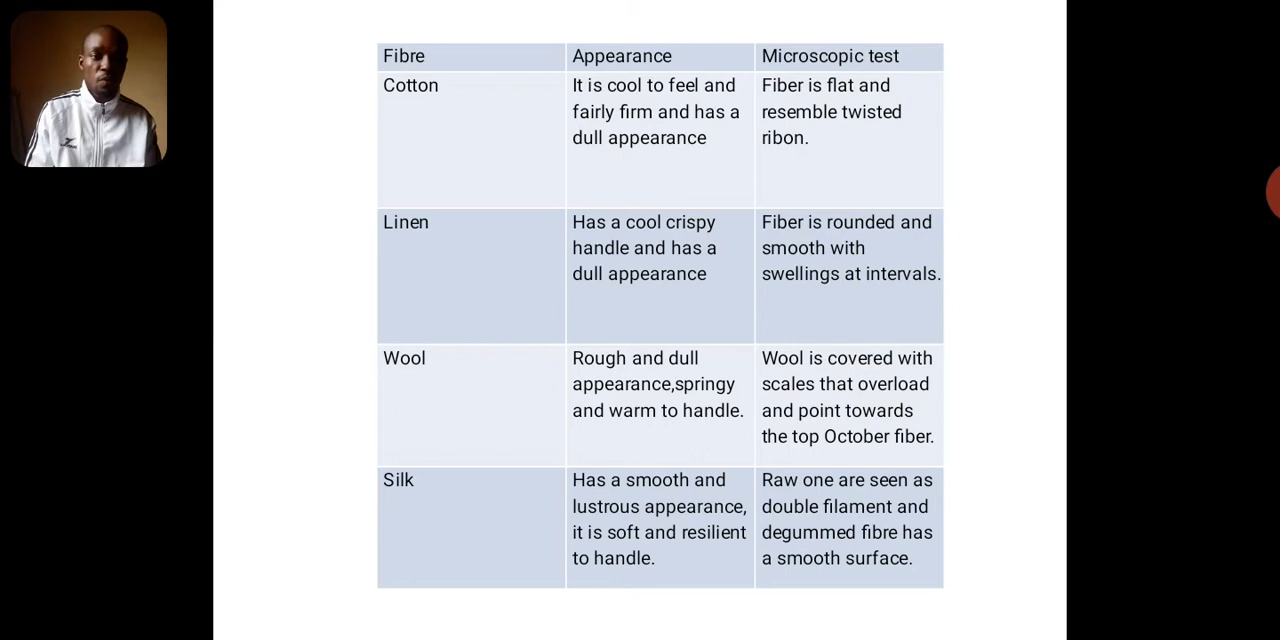 Fibre
Appearance
Microscopic test
Cotton
It is cool to feel and
fairly firm and has a
dull appearance
Fiber is flat and
resemble twisted
ribon.
Linen
Has a cool crispy
handle and has a
dull appearance
Fiber is rounded and
smooth with
swellings at intervals.
Wool
Rough and dull
appearance,springy
and warm to handle.
Wool is covered with
scales that overload
and point towards
the top October fiber.
Silk
Has a smooth and
lustrous appearance,
it is soft and resilient
to handle.
Raw one are seen as
double filament and
degummed fibre has
a smooth surface.